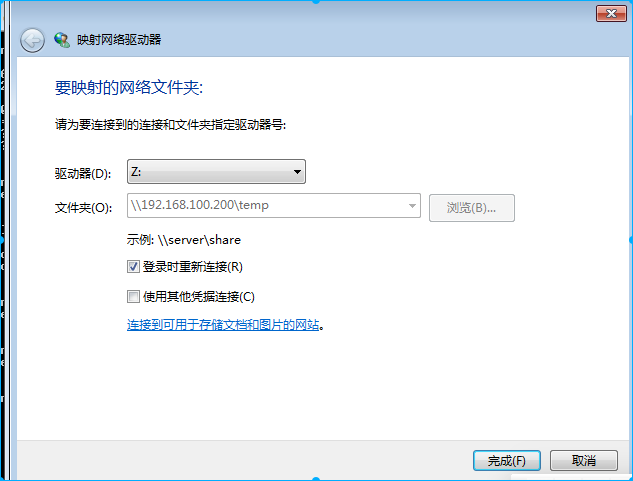 映射网络驱动器
要映射的网络文件夹:
请为要连接到的连接和文件夹指定驱动器号:
驱动器(D): Z:
文件夹(O): \\192.168.100.200\temp 浏览(B)...
示例: \\server\share
登录时重新连接(R)
使用其他凭据连接(C)
连接到可用于存储文档和图片的网站。
完成(F) 取消